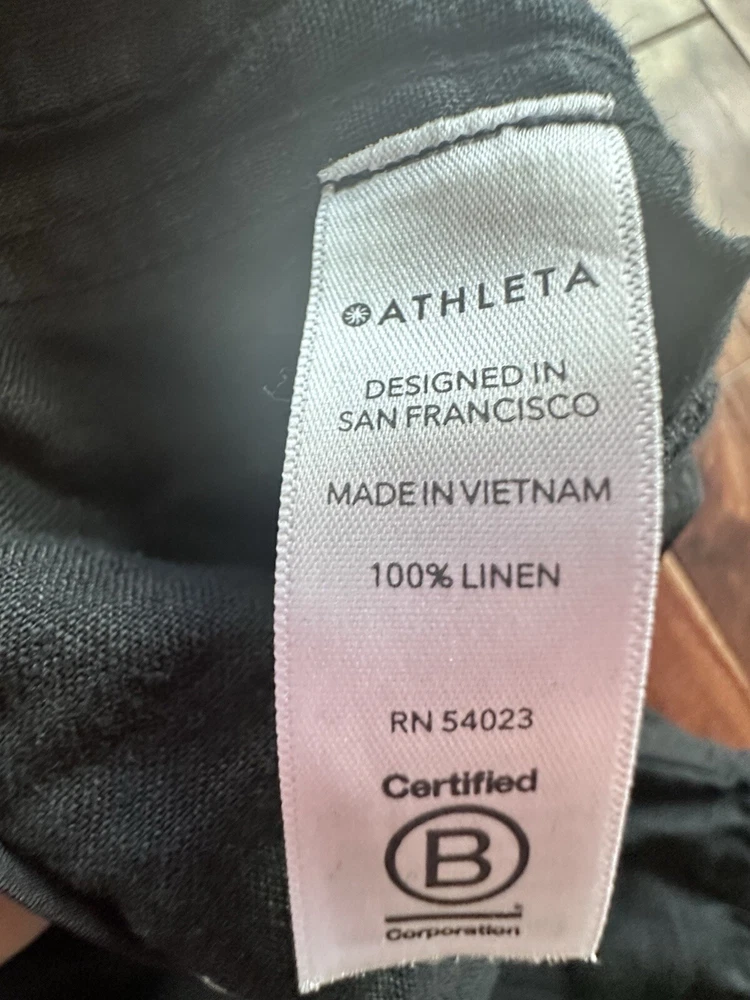 ATHLETA
DESIGNED IN
SAN FRANCISCO
MADE IN VIETNAM
100% LINEN
RN 54023
Certified
B
Corporation